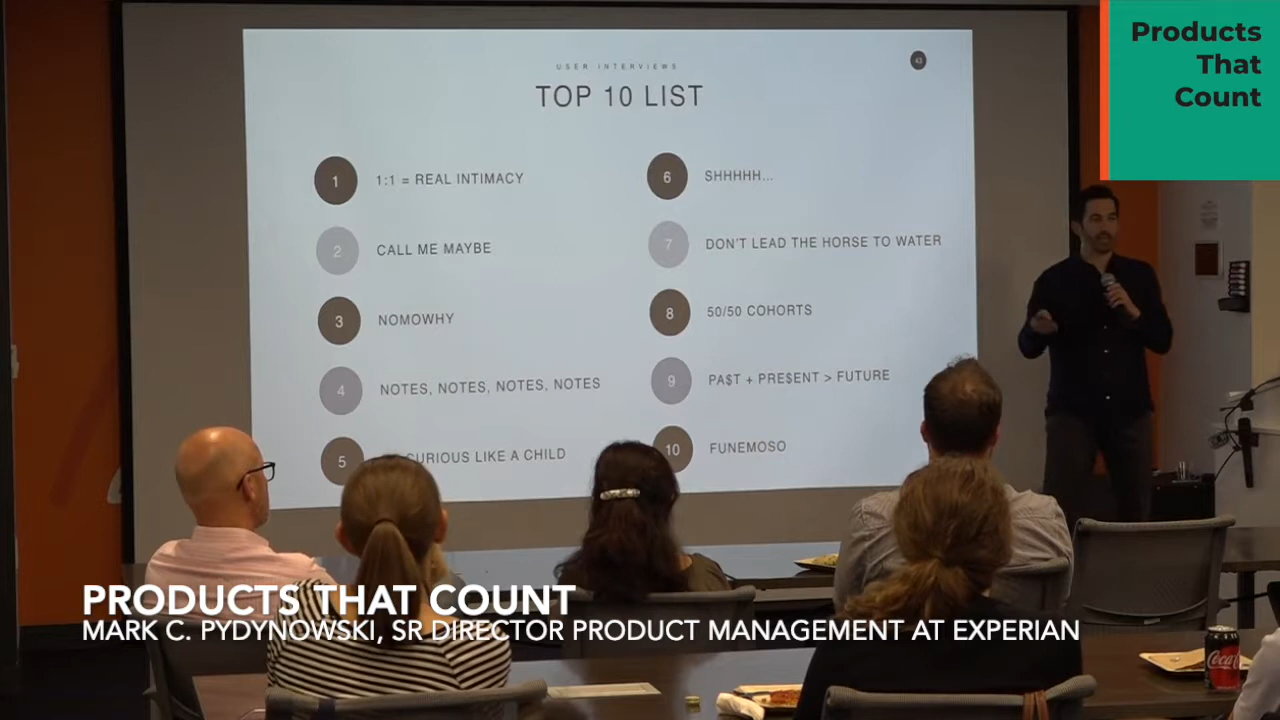 Products
That
Count
USER INTERVIEWS
43
TOP 10 LIST
1 1:1 = REAL INTIMACY
2 CALL ME MAYBE
3 NOMOWHY
4 NOTES, NOTES, NOTES, NOTES
5 CURIOUS LIKE A CHILD
6 SHHHHH...
7 DON'T LEAD THE HORSE TO WATER
8 50/50 COHORTS
9 PA$T + PRE$ENT > FUTURE
10 FUNEMOSO
PRODUCTS THAT COUNT
MARK C. PYDYNOWSKI, SR DIRECTOR PRODUCT MANAGEMENT AT EXPERIAN